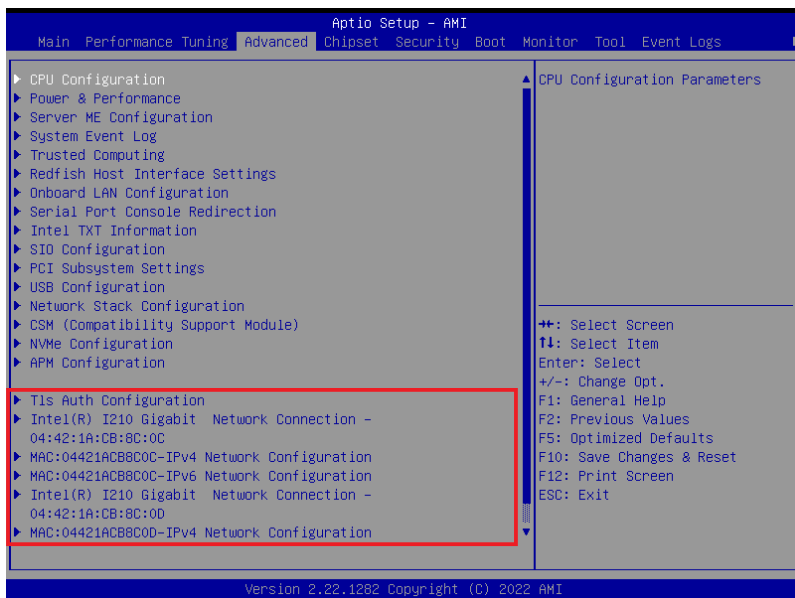 Aptio Setup – AMI
Main Performance Tuning Advanced Chipset Security Boot Monitor Tool Event Logs
CPU Configuration
Power & Performance
Server ME Configuration
System Event Log
Trusted Computing
Redfish Host Interface Settings
Onboard LAN Configuration
Serial Port Console Redirection
Intel TXT Information
SIO Configuration
PCI Subsystem Settings
USB Configuration
Network Stack Configuration
CSM (Compatibility Support Module)
NVMe Configuration
APM Configuration
Tls Auth Configuration
Intel(R) I210 Gigabit Network Connection –
04:42:1A:CB:8C:0C
MAC:04421ACB8C0C-IPv4 Network Configuration
MAC:04421ACB8C0C-IPv6 Network Configuration
Intel(R) I210 Gigabit Network Connection –
04:42:1A:CB:8C:0D
MAC:04421ACB8C0D-IPv4 Network Configuration
CPU Configuration Parameters
→←: Select Screen
↑↓: Select Item
Enter: Select
+/-: Change Opt.
F1: General Help
F2: Previous Values
F5: Optimized Defaults
F10: Save Changes & Reset
F12: Print Screen
ESC: Exit
Version 2.22.1282 Copyright (C) 2022 AMI